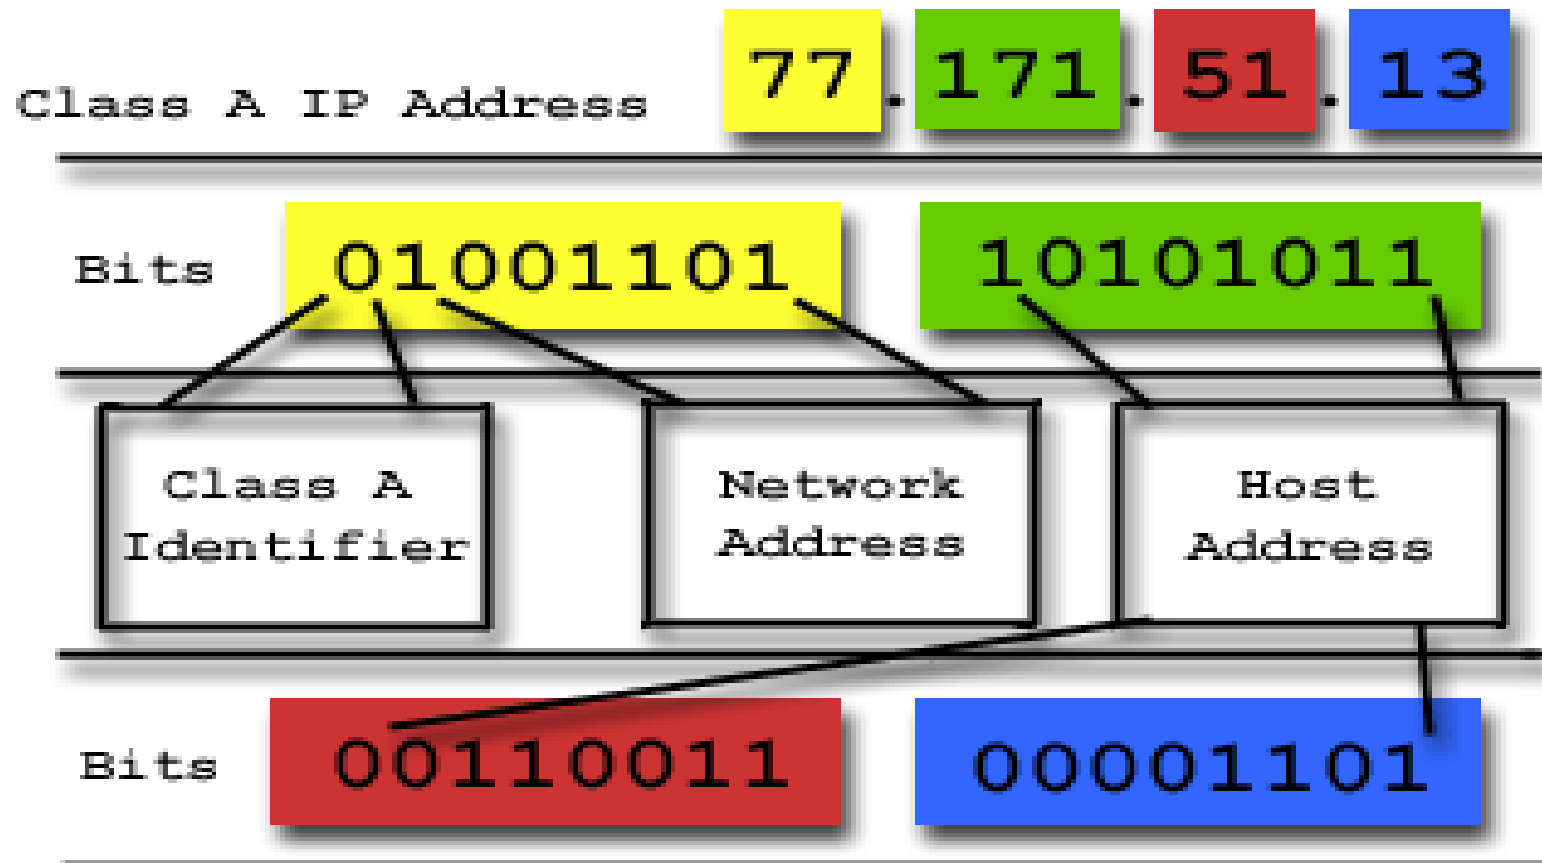 Class A IP Address 77.171.51.13
Bits 01001101 10101011
Class A Identifier
Network Address
Host Address
Bits 00110011 00001101